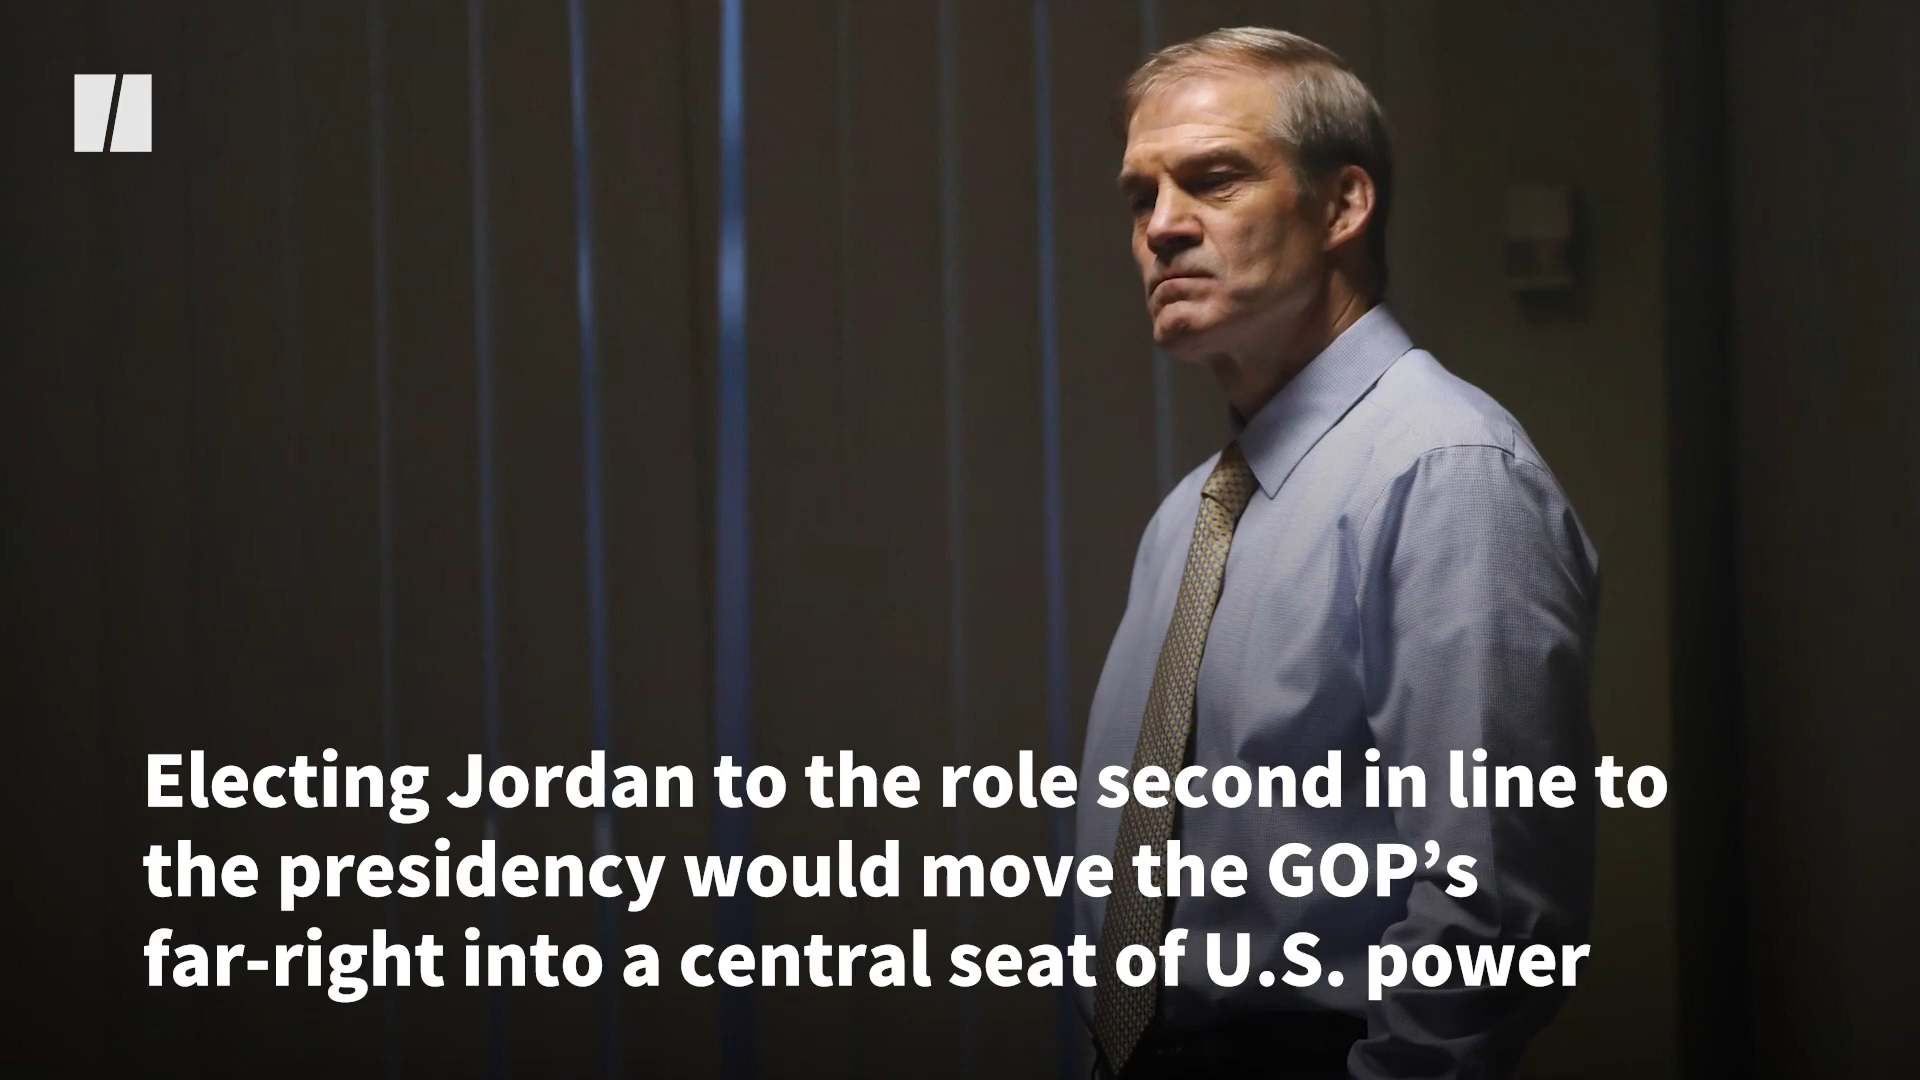 Electing Jordan to the role second in line to
the presidency would move the GOP’s
far-right into a central seat of U.S. power